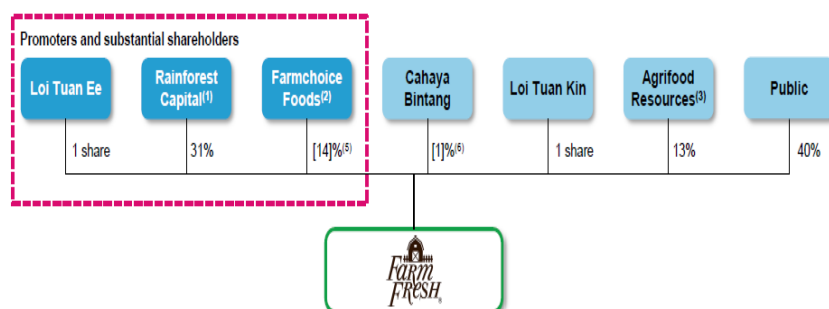 Promoters and substantial shareholders
Loi Tuan Ee
Rainforest
Capital(1)
Farmchoice
Foods(2)
Cahaya
Bintang
Loi Tuan Kin
Agrifood
Resources(3)
Public
1 share
31%
[14]%(5)
[1]%(6)
1 share
13%
40%
FARM
FRESH